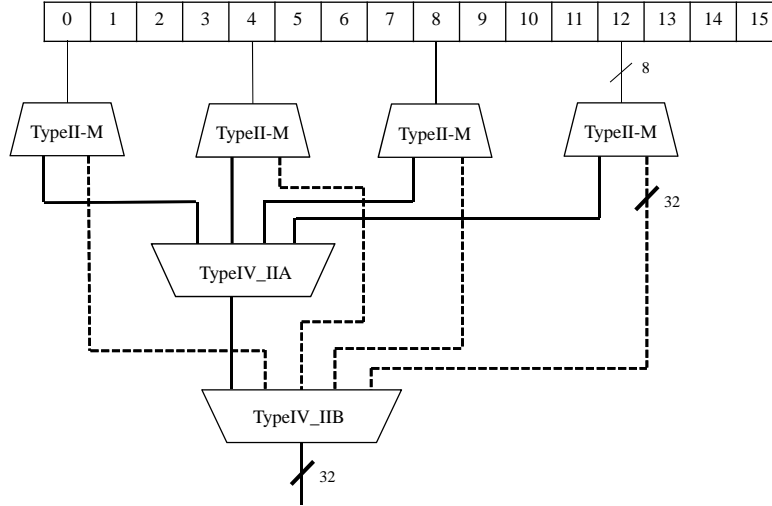 0 1 2 3 4 5 6 7 8 9 10 11 12 13 14 15
8
TypeII-M TypeII-M TypeII-M TypeII-M
32
TypeIV_IIA
TypeIV_IIB
32